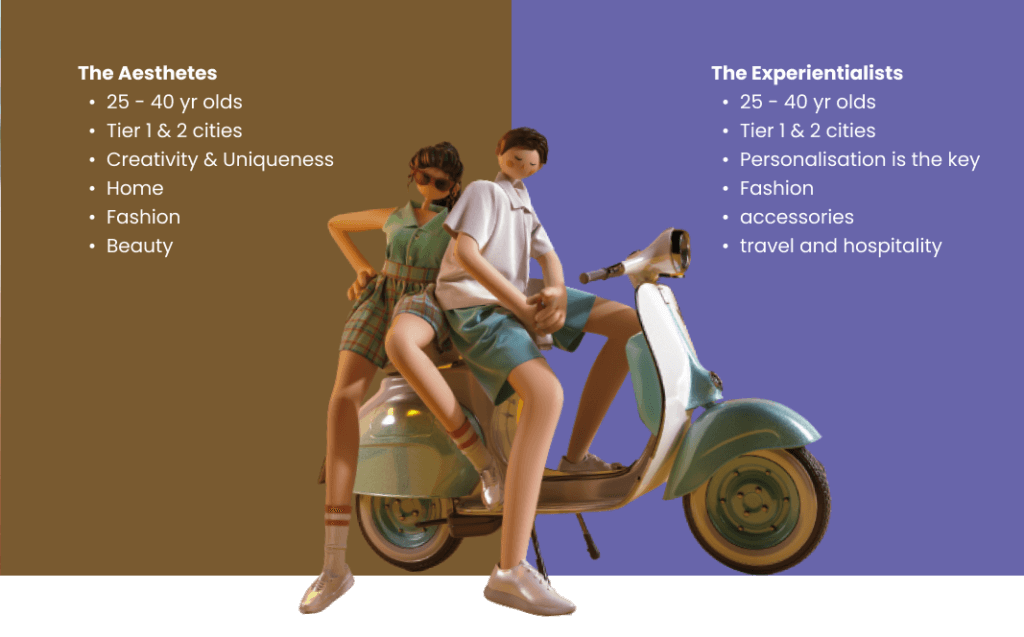 The Aesthetes
• 25 - 40 yr olds
• Tier 1 & 2 cities
• Creativity & Uniqueness
• Home
• Fashion
• Beauty
The Experientialists
• 25 - 40 yr olds
• Tier 1 & 2 cities
• Personalisation is the key
• Fashion
• accessories
• travel and hospitality